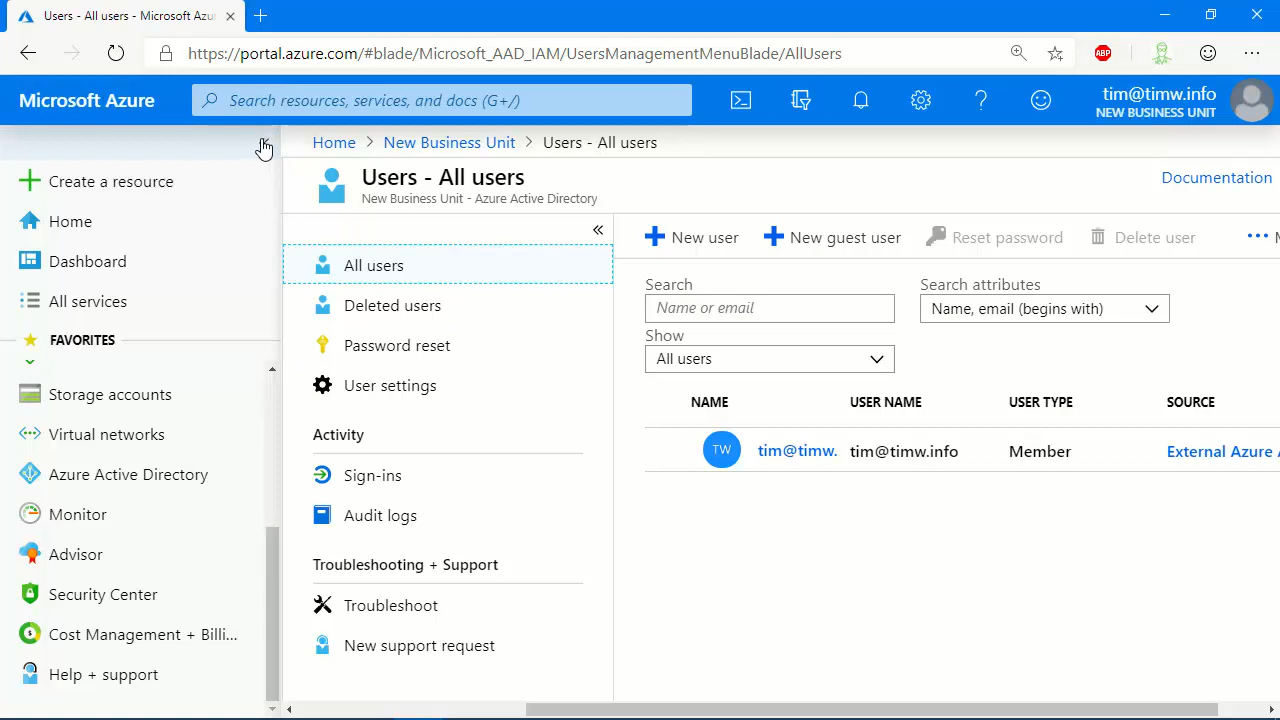 Users - All users - Microsoft Azur
https://portal.azure.com/#blade/Microsoft_AAD_IAM/UsersManagementMenuBlade/AllUsers
ABP
Microsoft Azure
Search resources, services, and docs (G+/)
tim@timw.info
NEW BUSINESS UNIT
Create a resource
Home
Dashboard
All services
FAVORITES
Storage accounts
Virtual networks
Azure Active Directory
Monitor
Advisor
Security Center
Cost Management + Billi...
Help + support
Home > New Business Unit > Users - All users
Users - All users
New Business Unit - Azure Active Directory
Documentation
All users
Deleted users
Password reset
User settings
Activity
Sign-ins
Audit logs
Troubleshooting + Support
Troubleshoot
New support request
New user
New guest user
Reset password
Delete user
Search
Name or email
Search attributes
Name, email (begins with)
Show
All users
NAME USER NAME USER TYPE SOURCE
TW tim@timw. tim@timw.info Member External Azure